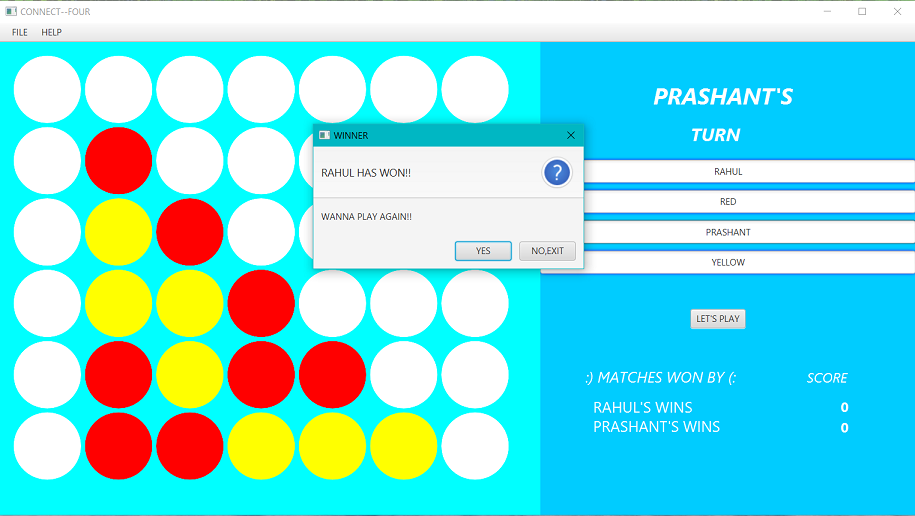 CONNECT--FOUR
FILE HELP
PRASHANT'S
TURN
WINNER
RAHUL HAS WON!!
?
WANNA PLAY AGAIN!!
YES NO,EXIT
RAHUL
RED
PRASHANT
YELLOW
LET'S PLAY
:) MATCHES WON BY (: SCORE
RAHUL'S WINS 0
PRASHANT'S WINS 0